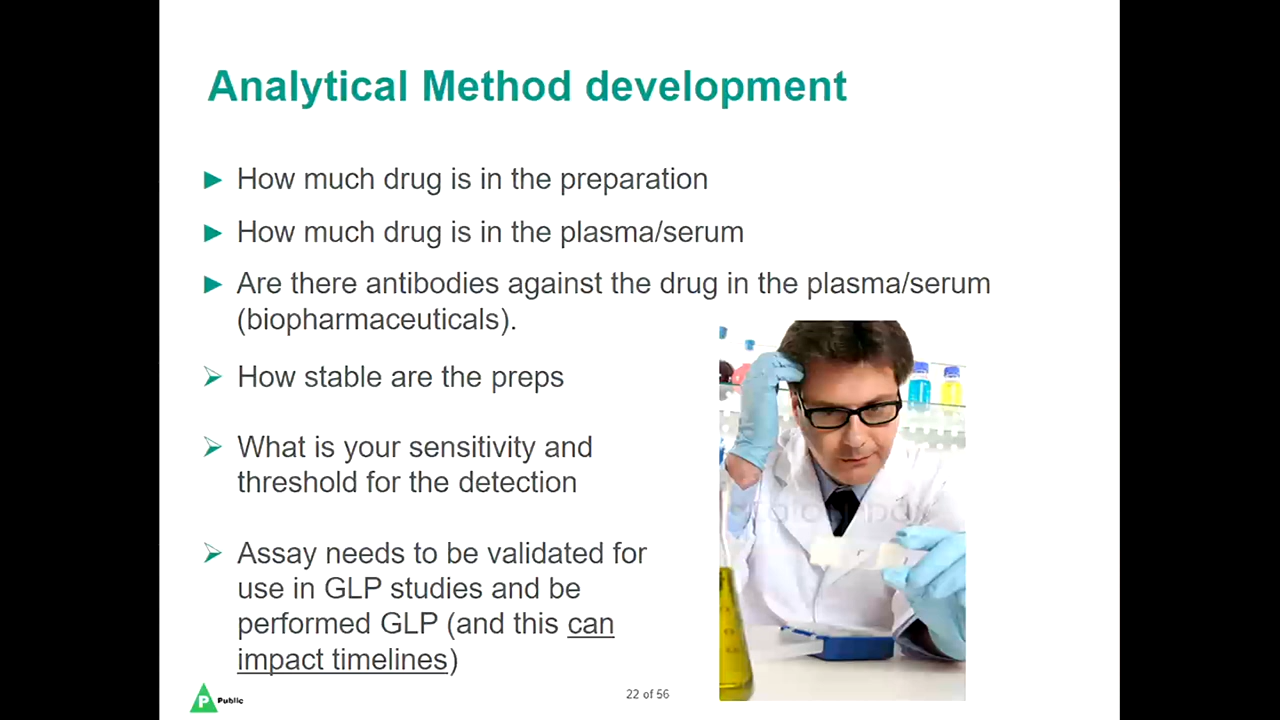 Analytical Method development
► How much drug is in the preparation
► How much drug is in the plasma/serum
► Are there antibodies against the drug in the plasma/serum
(biopharmaceuticals).
➢ How stable are the preps
➢ What is your sensitivity and
threshold for the detection
➢ Assay needs to be validated for
use in GLP studies and be
performed GLP (and this can
impact timelines)
P Public
22 of 56